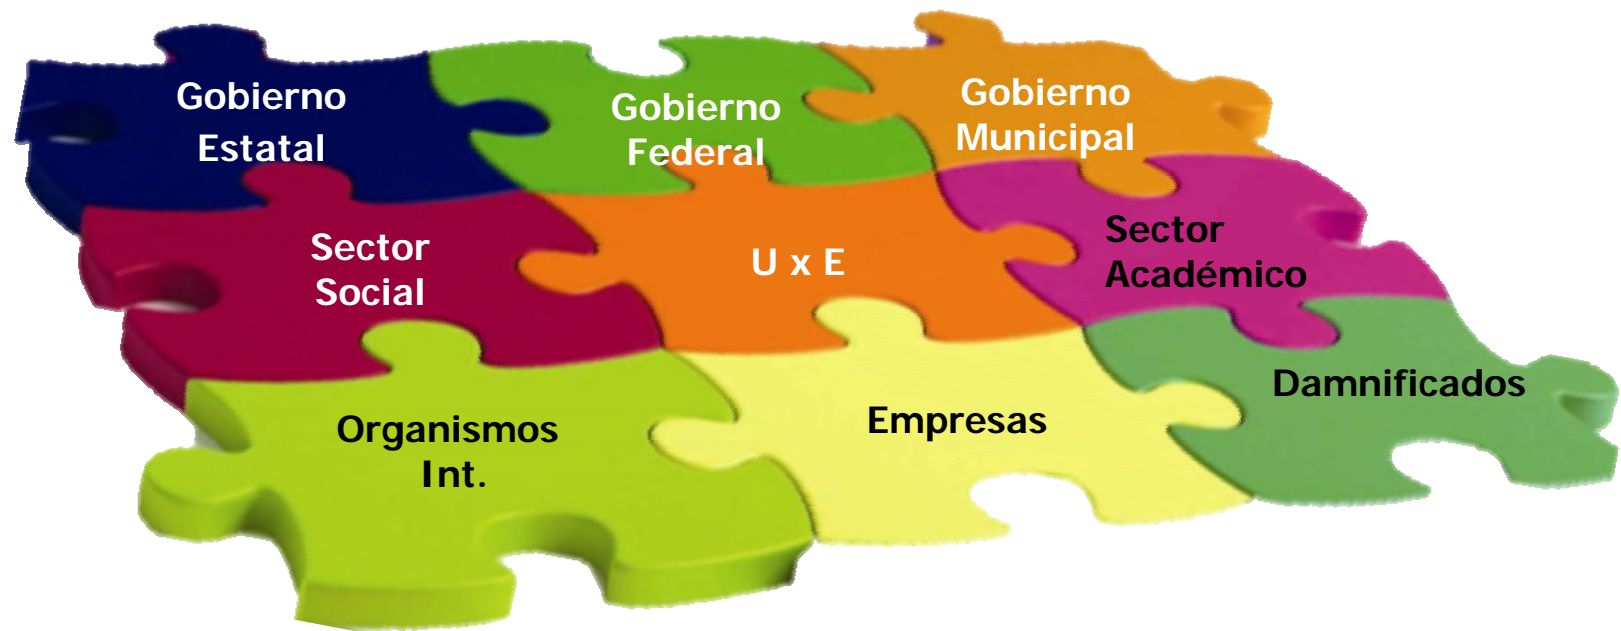 Gobierno
Estatal
Gobierno
Federal
Gobierno
Municipal
Sector
Social
U x E
Sector
Académico
Organismos
Int.
Empresas
Damnificados